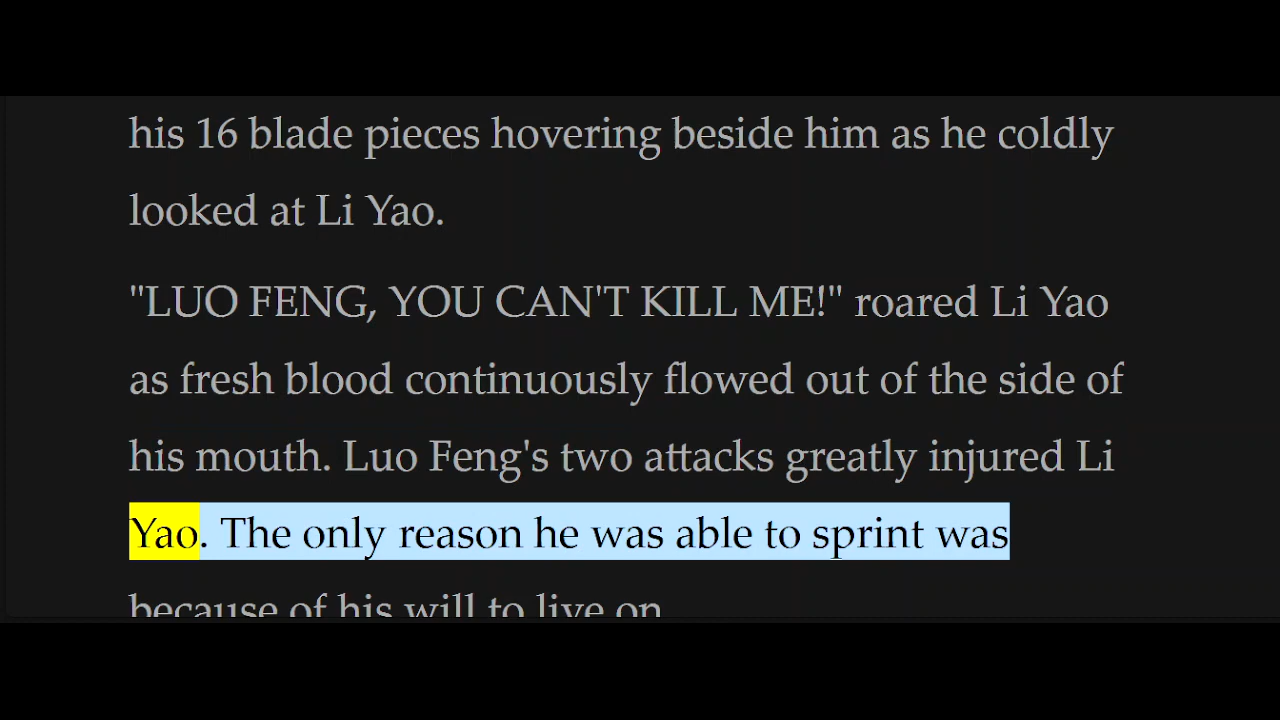 his 16 blade pieces hovering beside him as he coldly
looked at Li Yao.
"LUO FENG, YOU CAN'T KILL ME!" roared Li Yao
as fresh blood continuously flowed out of the side of
his mouth. Luo Feng's two attacks greatly injured Li
Yao. The only reason he was able to sprint was
because of his will to live on